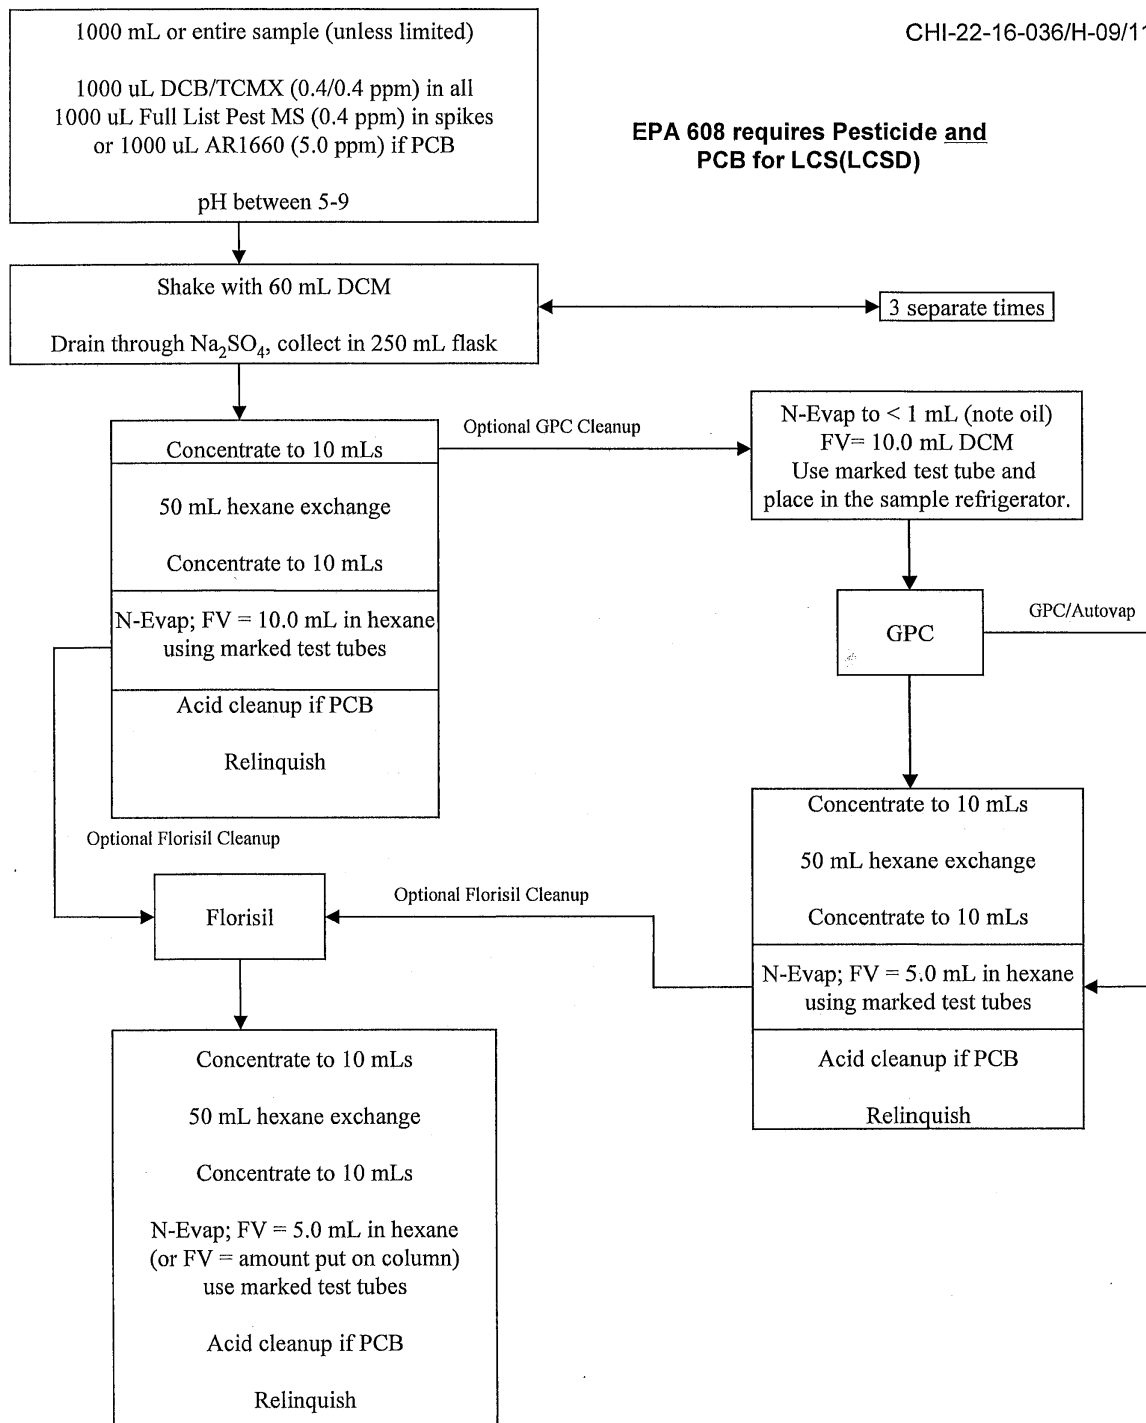 CHI-22-16-036/H-09/11
1000 mL or entire sample (unless limited)
1000 uL DCB/TCMX (0.4/0.4 ppm) in all
1000 uL Full List Pest MS (0.4 ppm) in spikes
or 1000 uL AR1660 (5.0 ppm) if PCB
pH between 5-9
EPA 608 requires Pesticide and
PCB for LCS(LCSD)
Shake with 60 mL DCM
Drain through Na₂SO₄, collect in 250 mL flask
3 separate times
Concentrate to 10 mLs
50 mL hexane exchange
Concentrate to 10 mLs
N-Evap; FV = 10.0 mL in hexane
using marked test tubes
Acid cleanup if PCB
Relinquish
Optional GPC Cleanup
N-Evap to < 1 mL (note oil)
FV= 10.0 mL DCM
Use marked test tube and
place in the sample refrigerator.
GPC
GPC/Autovap
Concentrate to 10 mLs
50 mL hexane exchange
Concentrate to 10 mLs
N-Evap; FV = 5.0 mL in hexane
using marked test tubes
Acid cleanup if PCB
Relinquish
Optional Florisil Cleanup
Optional Florisil Cleanup
Florisil
Concentrate to 10 mLs
50 mL hexane exchange
Concentrate to 10 mLs
N-Evap; FV = 5.0 mL in hexane
(or FV = amount put on column)
use marked test tubes
Acid cleanup if PCB
Relinquish